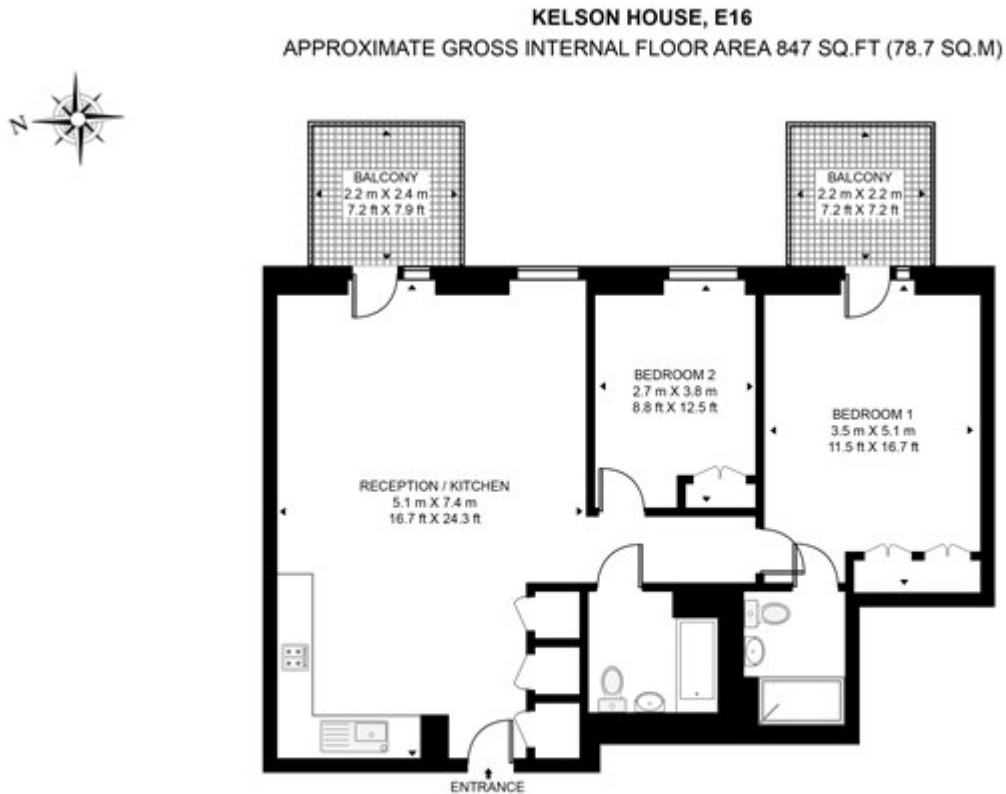 KELSON HOUSE, E16
APPROXIMATE GROSS INTERNAL FLOOR AREA 847 SQ.FT (78.7 SQ.M)
N
BALCONY
2.2 m X 2.4 m
7.2 ft X 7.9 ft
BALCONY
2.2 m X 2.2 m
7.2 ft X 7.2 ft
BEDROOM 2
2.7 m X 3.8 m
8.8 ft X 12.5 ft
BEDROOM 1
3.5 m X 5.1 m
11.5 ft X 16.7 ft
RECEPTION / KITCHEN
5.1 m X 7.4 m
16.7 ft X 24.3 ft
ENTRANCE